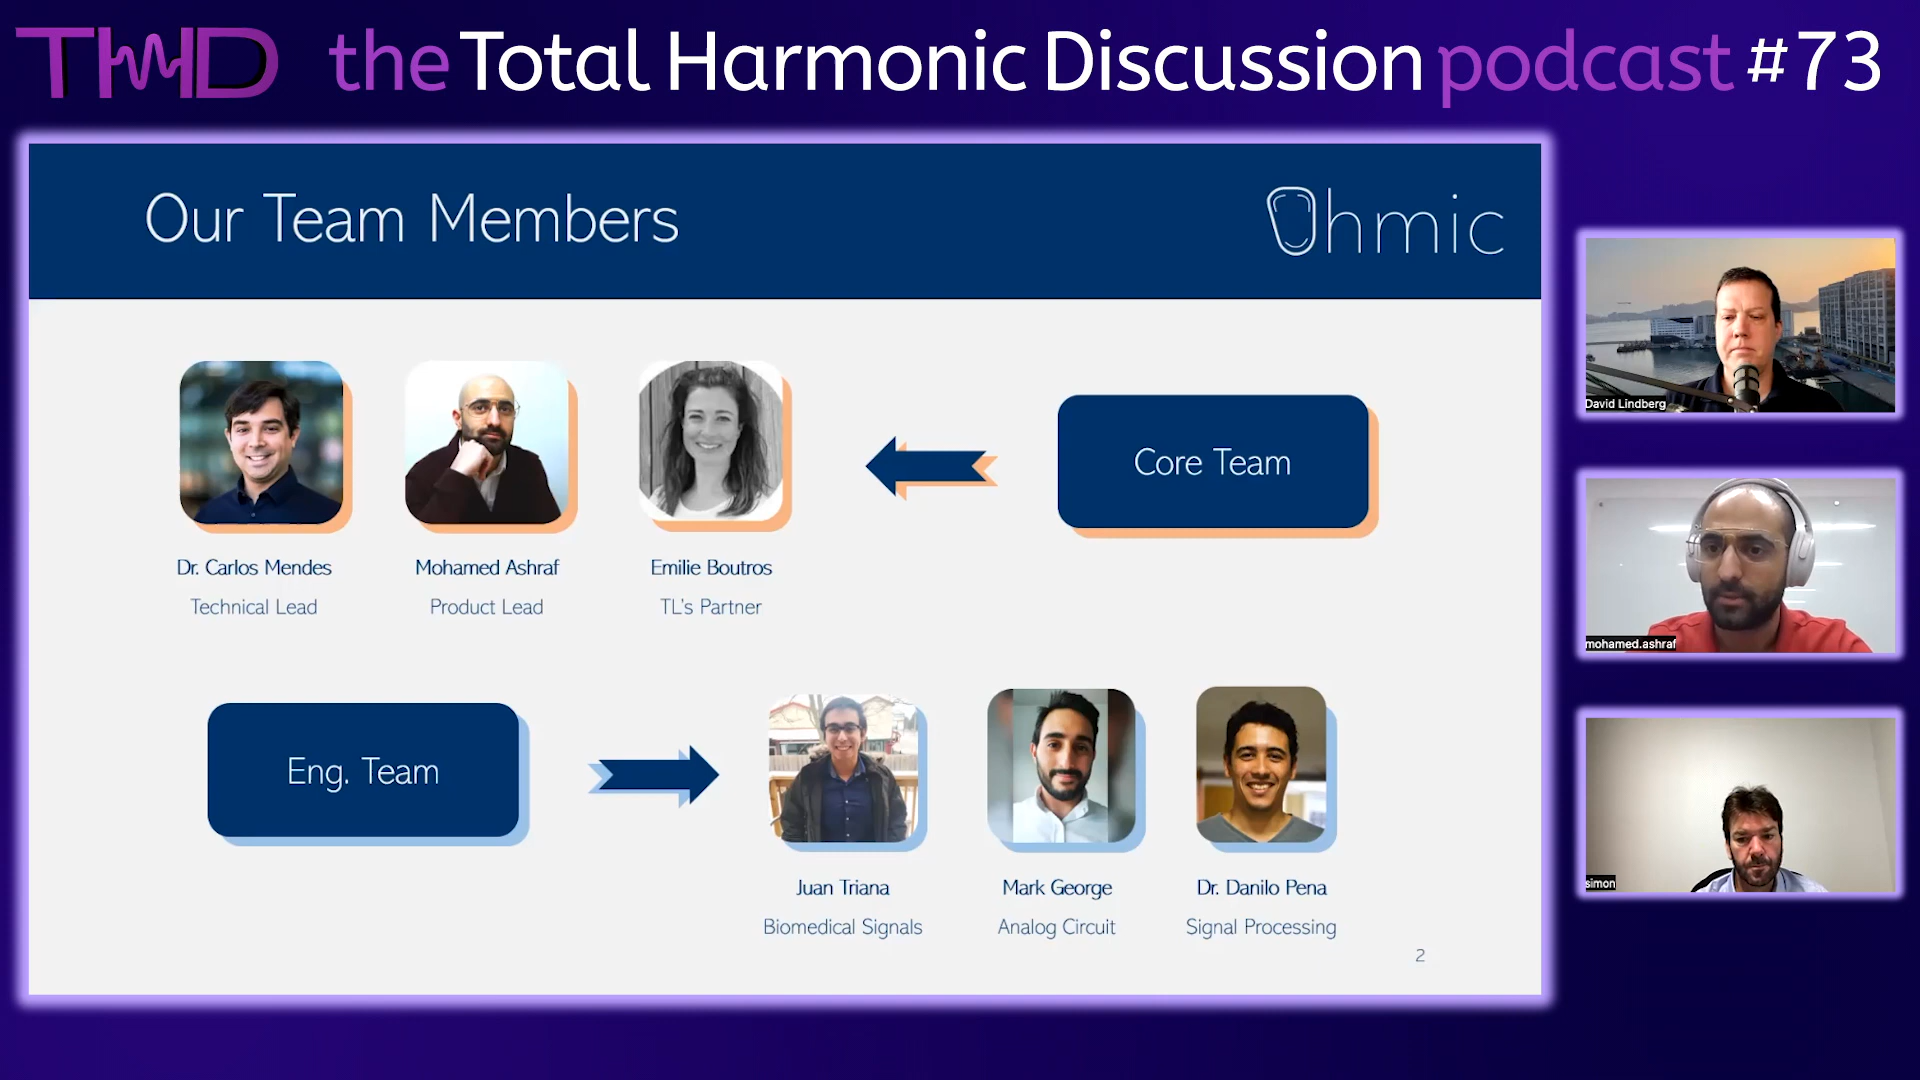 THD the Total Harmonic Discussion podcast #73
Our Team Members
Ohmic
Core Team
Dr. Carlos Mendes
Technical Lead
Mohamed Ashraf
Product Lead
Emilie Boutros
TL's Partner
Eng. Team
Juan Triana
Biomedical Signals
Mark George
Analog Circuit
Dr. Danilo Pena
Signal Processing
2
David Lindberg
mohamed.ashraf
simon